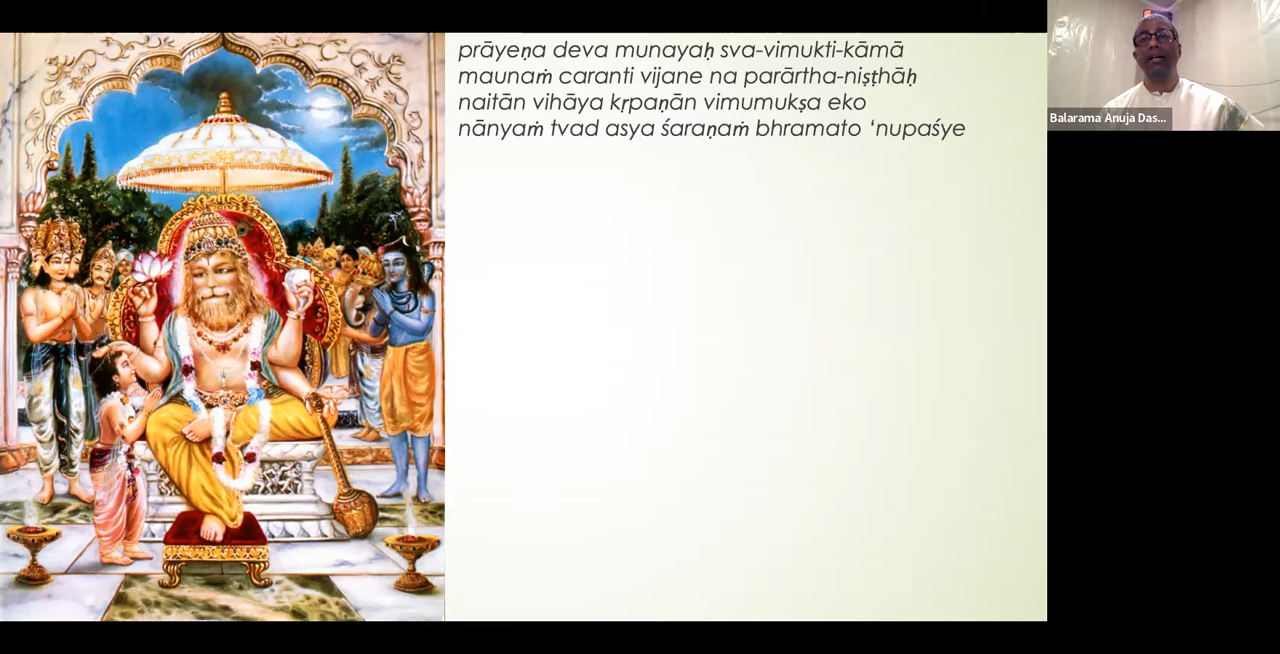 prāyeṇa deva munayaḥ sva-vimukti-kāmā
maunaṁ caranti vijane na parārtha-niṣṭhāḥ
naitān vihāya kṛpaṇān vimumukṣa eko
nānyaṁ tvad asya śaraṇaṁ bhramato ‘nupaśye
Balarama Anuja Das...